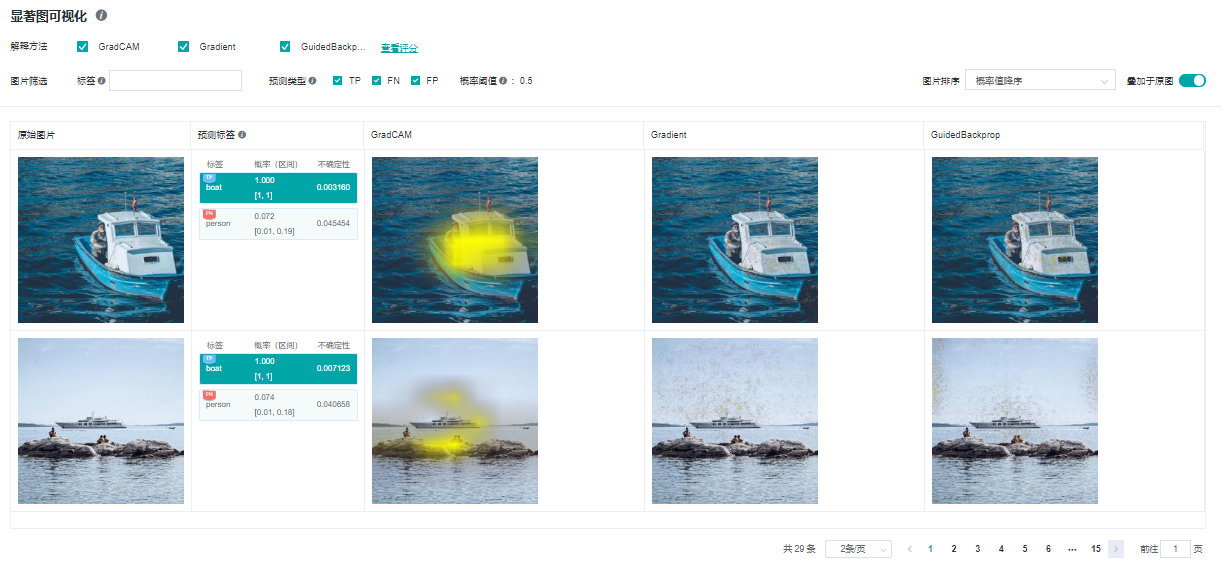 显著图可视化
解释方法 GradCAM Gradient GuidedBackp... 查看评分
图片筛选 标签 : 预测类型 TP FN FP 概率阈值 : 0.5 图片排序 概率值降序 叠加于原图
原始图片 预测标签 GradCAM Gradient GuidedBackprop
标签 概率（区间） 不确定性
TP
boat 1.000 [1, 1] 0.003160
FN
person 0.072 [0.01, 0.19] 0.045454
标签 概率（区间） 不确定性
TP
boat 1.000 [1, 1] 0.007123
FN
person 0.074 [0.01, 0.18] 0.040658
共 29 条 2条/页 < 1 2 3 4 5 6 ··· 15 > 前往 1 页